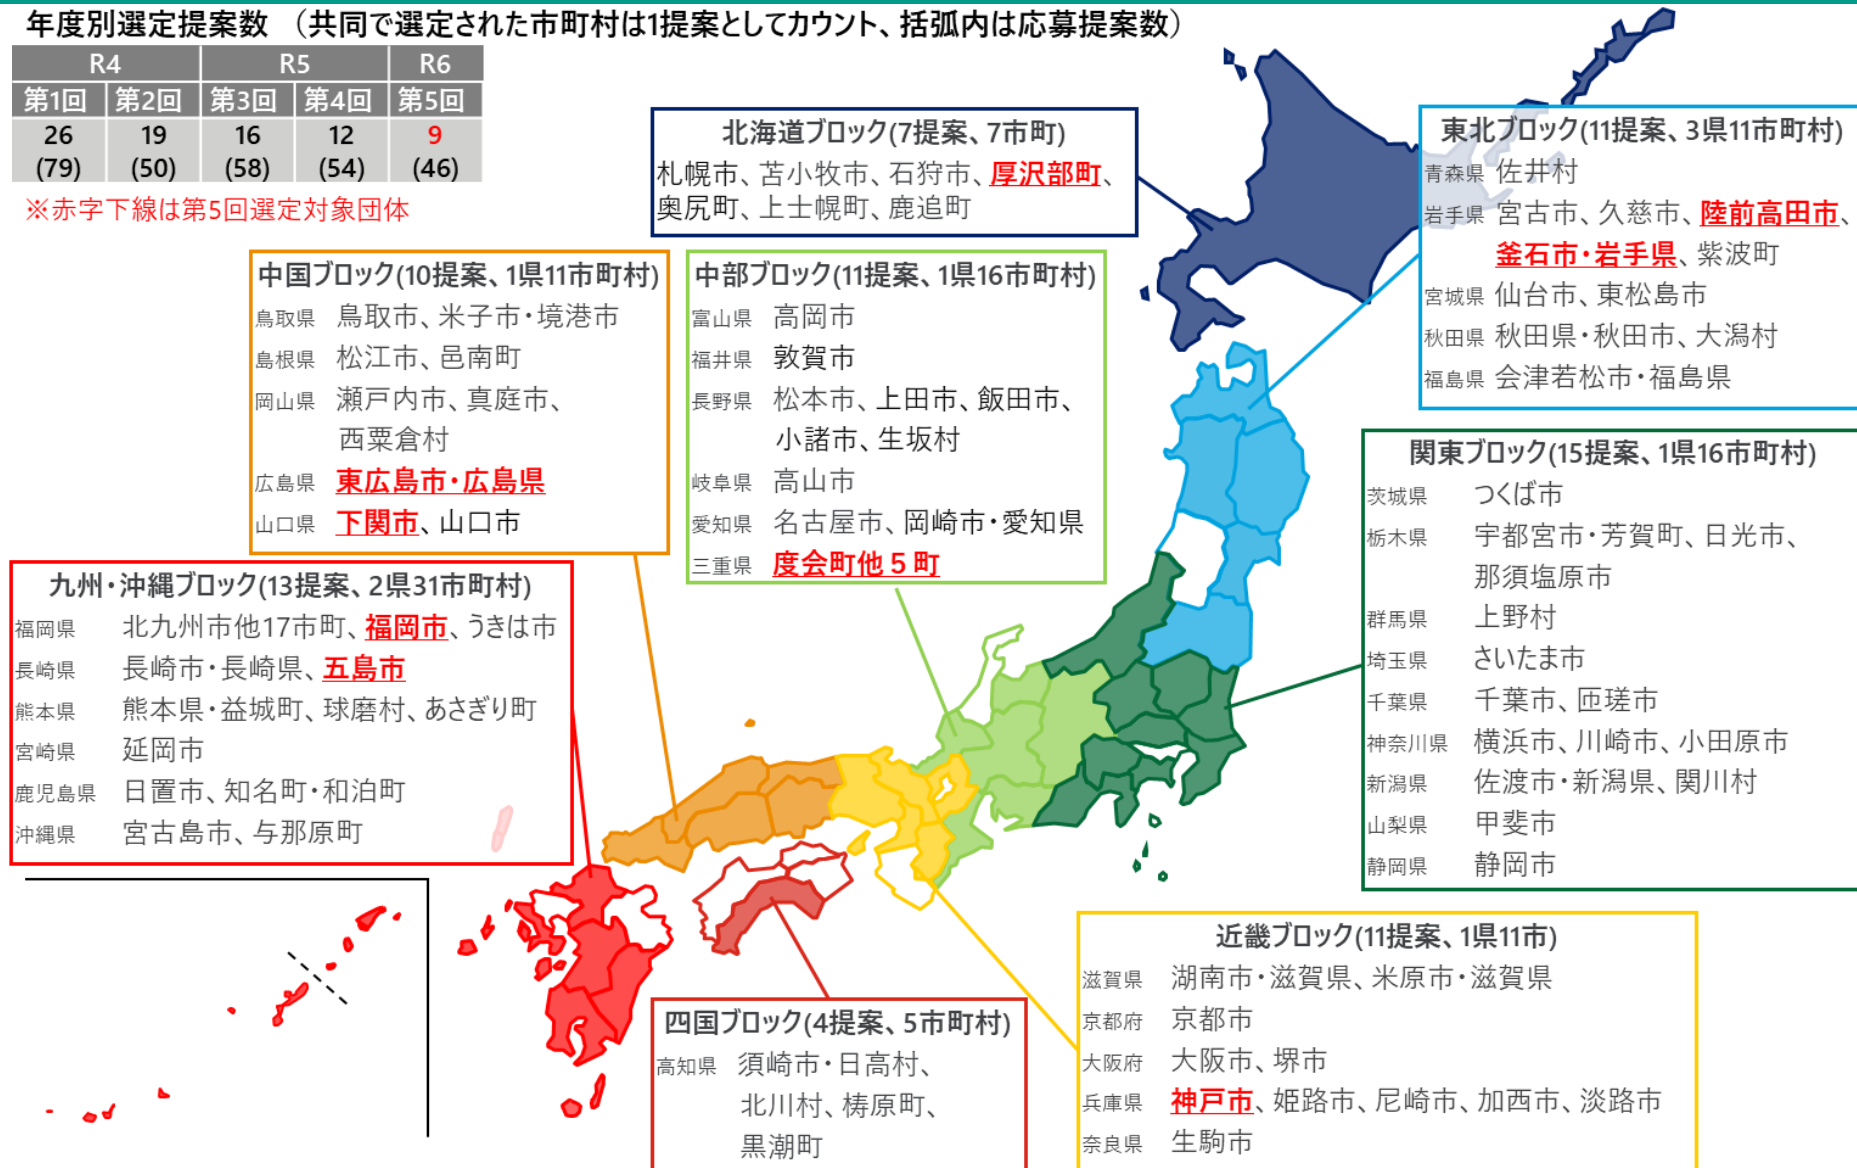 年度別選定提案数 （共同で選定された市町村は1提案としてカウント、括弧内は応募提案数）
R4 R5 R6
第1回 第2回 第3回 第4回 第5回
26 19 16 12 9
(79) (50) (58) (54) (46)
※赤字下線は第5回選定対象団体
北海道ブロック(7提案、7市町)
札幌市、苫小牧市、石狩市、厚沢部町、
奥尻町、上士幌町、鹿追町
東北ブロック(11提案、3県11市町村)
青森県 佐井村
岩手県 宮古市、久慈市、陸前高田市、
釜石市・岩手県、紫波町
宮城県 仙台市、東松島市
秋田県 秋田県・秋田市、大潟村
福島県 会津若松市・福島県
中国ブロック(10提案、1県11市町村)
鳥取県 鳥取市、米子市・境港市
島根県 松江市、邑南町
岡山県 瀬戸内市、真庭市、
西粟倉村
広島県 東広島市・広島県
山口県 下関市、山口市
中部ブロック(11提案、1県16市町村)
富山県 高岡市
福井県 敦賀市
長野県 松本市、上田市、飯田市、
小諸市、生坂村
岐阜県 高山市
愛知県 名古屋市、岡崎市・愛知県
三重県 度会町他５町
関東ブロック(15提案、1県16市町村)
茨城県 つくば市
栃木県 宇都宮市・芳賀町、日光市、
那須塩原市
群馬県 上野村
埼玉県 さいたま市
千葉県 千葉市、匝瑳市
神奈川県 横浜市、川崎市、小田原市
新潟県 佐渡市・新潟県、関川村
山梨県 甲斐市
静岡県 静岡市
九州・沖縄ブロック(13提案、2県31市町村)
福岡県 北九州市他17市町、福岡市、うきは市
長崎県 長崎市・長崎県、五島市
熊本県 熊本県・益城町、球磨村、あさぎり町
宮崎県 延岡市
鹿児島県 日置市、知名町・和泊町
沖縄県 宮古島市、与那原町
四国ブロック(4提案、5市町村)
高知県 須崎市・日高村、
北川村、梼原町、
黒潮町
近畿ブロック(11提案、1県11市)
滋賀県 湖南市・滋賀県、米原市・滋賀県
京都府 京都市
大阪府 大阪市、堺市
兵庫県 神戸市、姫路市、尼崎市、加西市、淡路市
奈良県 生駒市